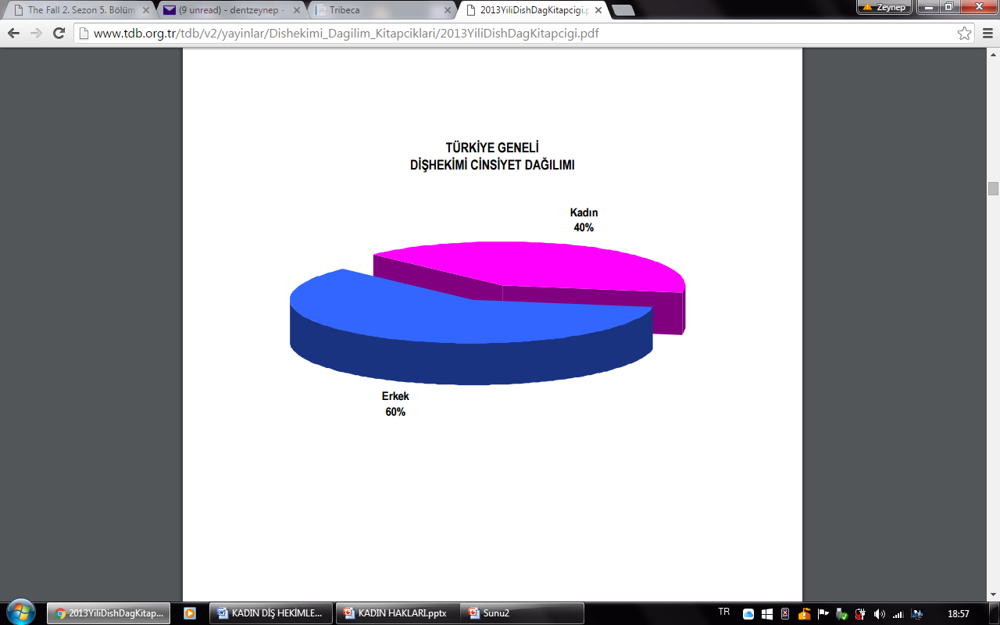 The Fall 2. Sezon 5. Bölüm
(9 unread) - dentzeynep -
Tribeca
2013YiliDishDagKitapcigi.p
Zeynep
www.tdb.org.tr/tdb/v2/yayinlar/Dishekimi_Dagilim_Kitapciklari/2013YiliDishDagKitapcigi.pdf
TÜRKİYE GENELİ
DİŞHEKİMİ CİNSİYET DAĞILIMI
Kadın
40%
Erkek
60%
2013YiliDishDagKitap...
KADIN DİŞ HEKİMLE...
KADIN HAKLARI.pptx
Sunu2
TR
18:57